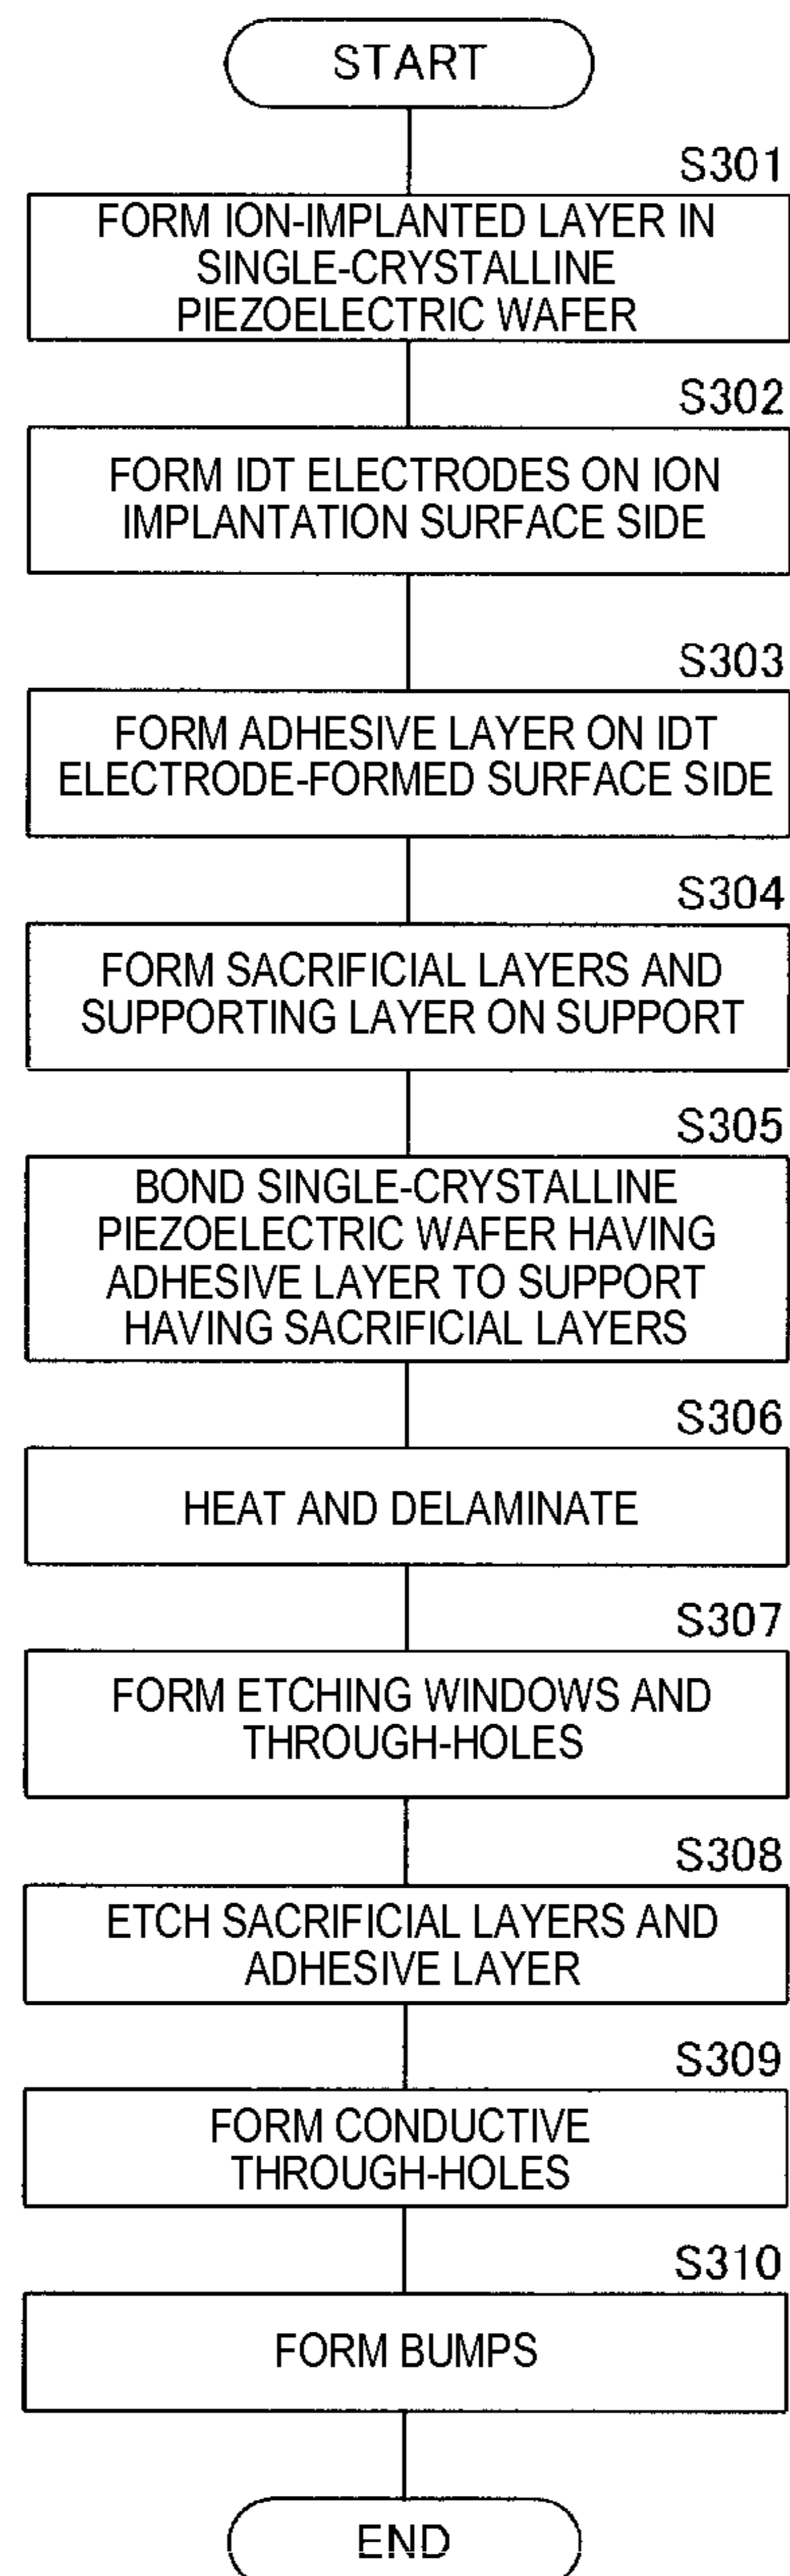 START
S301
FORM ION-IMPLANTED LAYER IN
SINGLE-CRYSTALLINE
PIEZOELECTRIC WAFER
S302
FORM IDT ELECTRODES ON ION
IMPLANTATION SURFACE SIDE
S303
FORM ADHESIVE LAYER ON IDT
ELECTRODE-FORMED SURFACE SIDE
S304
FORM SACRIFICIAL LAYERS AND
SUPPORTING LAYER ON SUPPORT
S305
BOND SINGLE-CRYSTALLINE
PIEZOELECTRIC WAFER HAVING
ADHESIVE LAYER TO SUPPORT
HAVING SACRIFICIAL LAYERS
S306
HEAT AND DELAMINATE
S307
FORM ETCHING WINDOWS AND
THROUGH-HOLES
S308
ETCH SACRIFICIAL LAYERS AND
ADHESIVE LAYER
S309
FORM CONDUCTIVE
THROUGH-HOLES
S310
FORM BUMPS
END